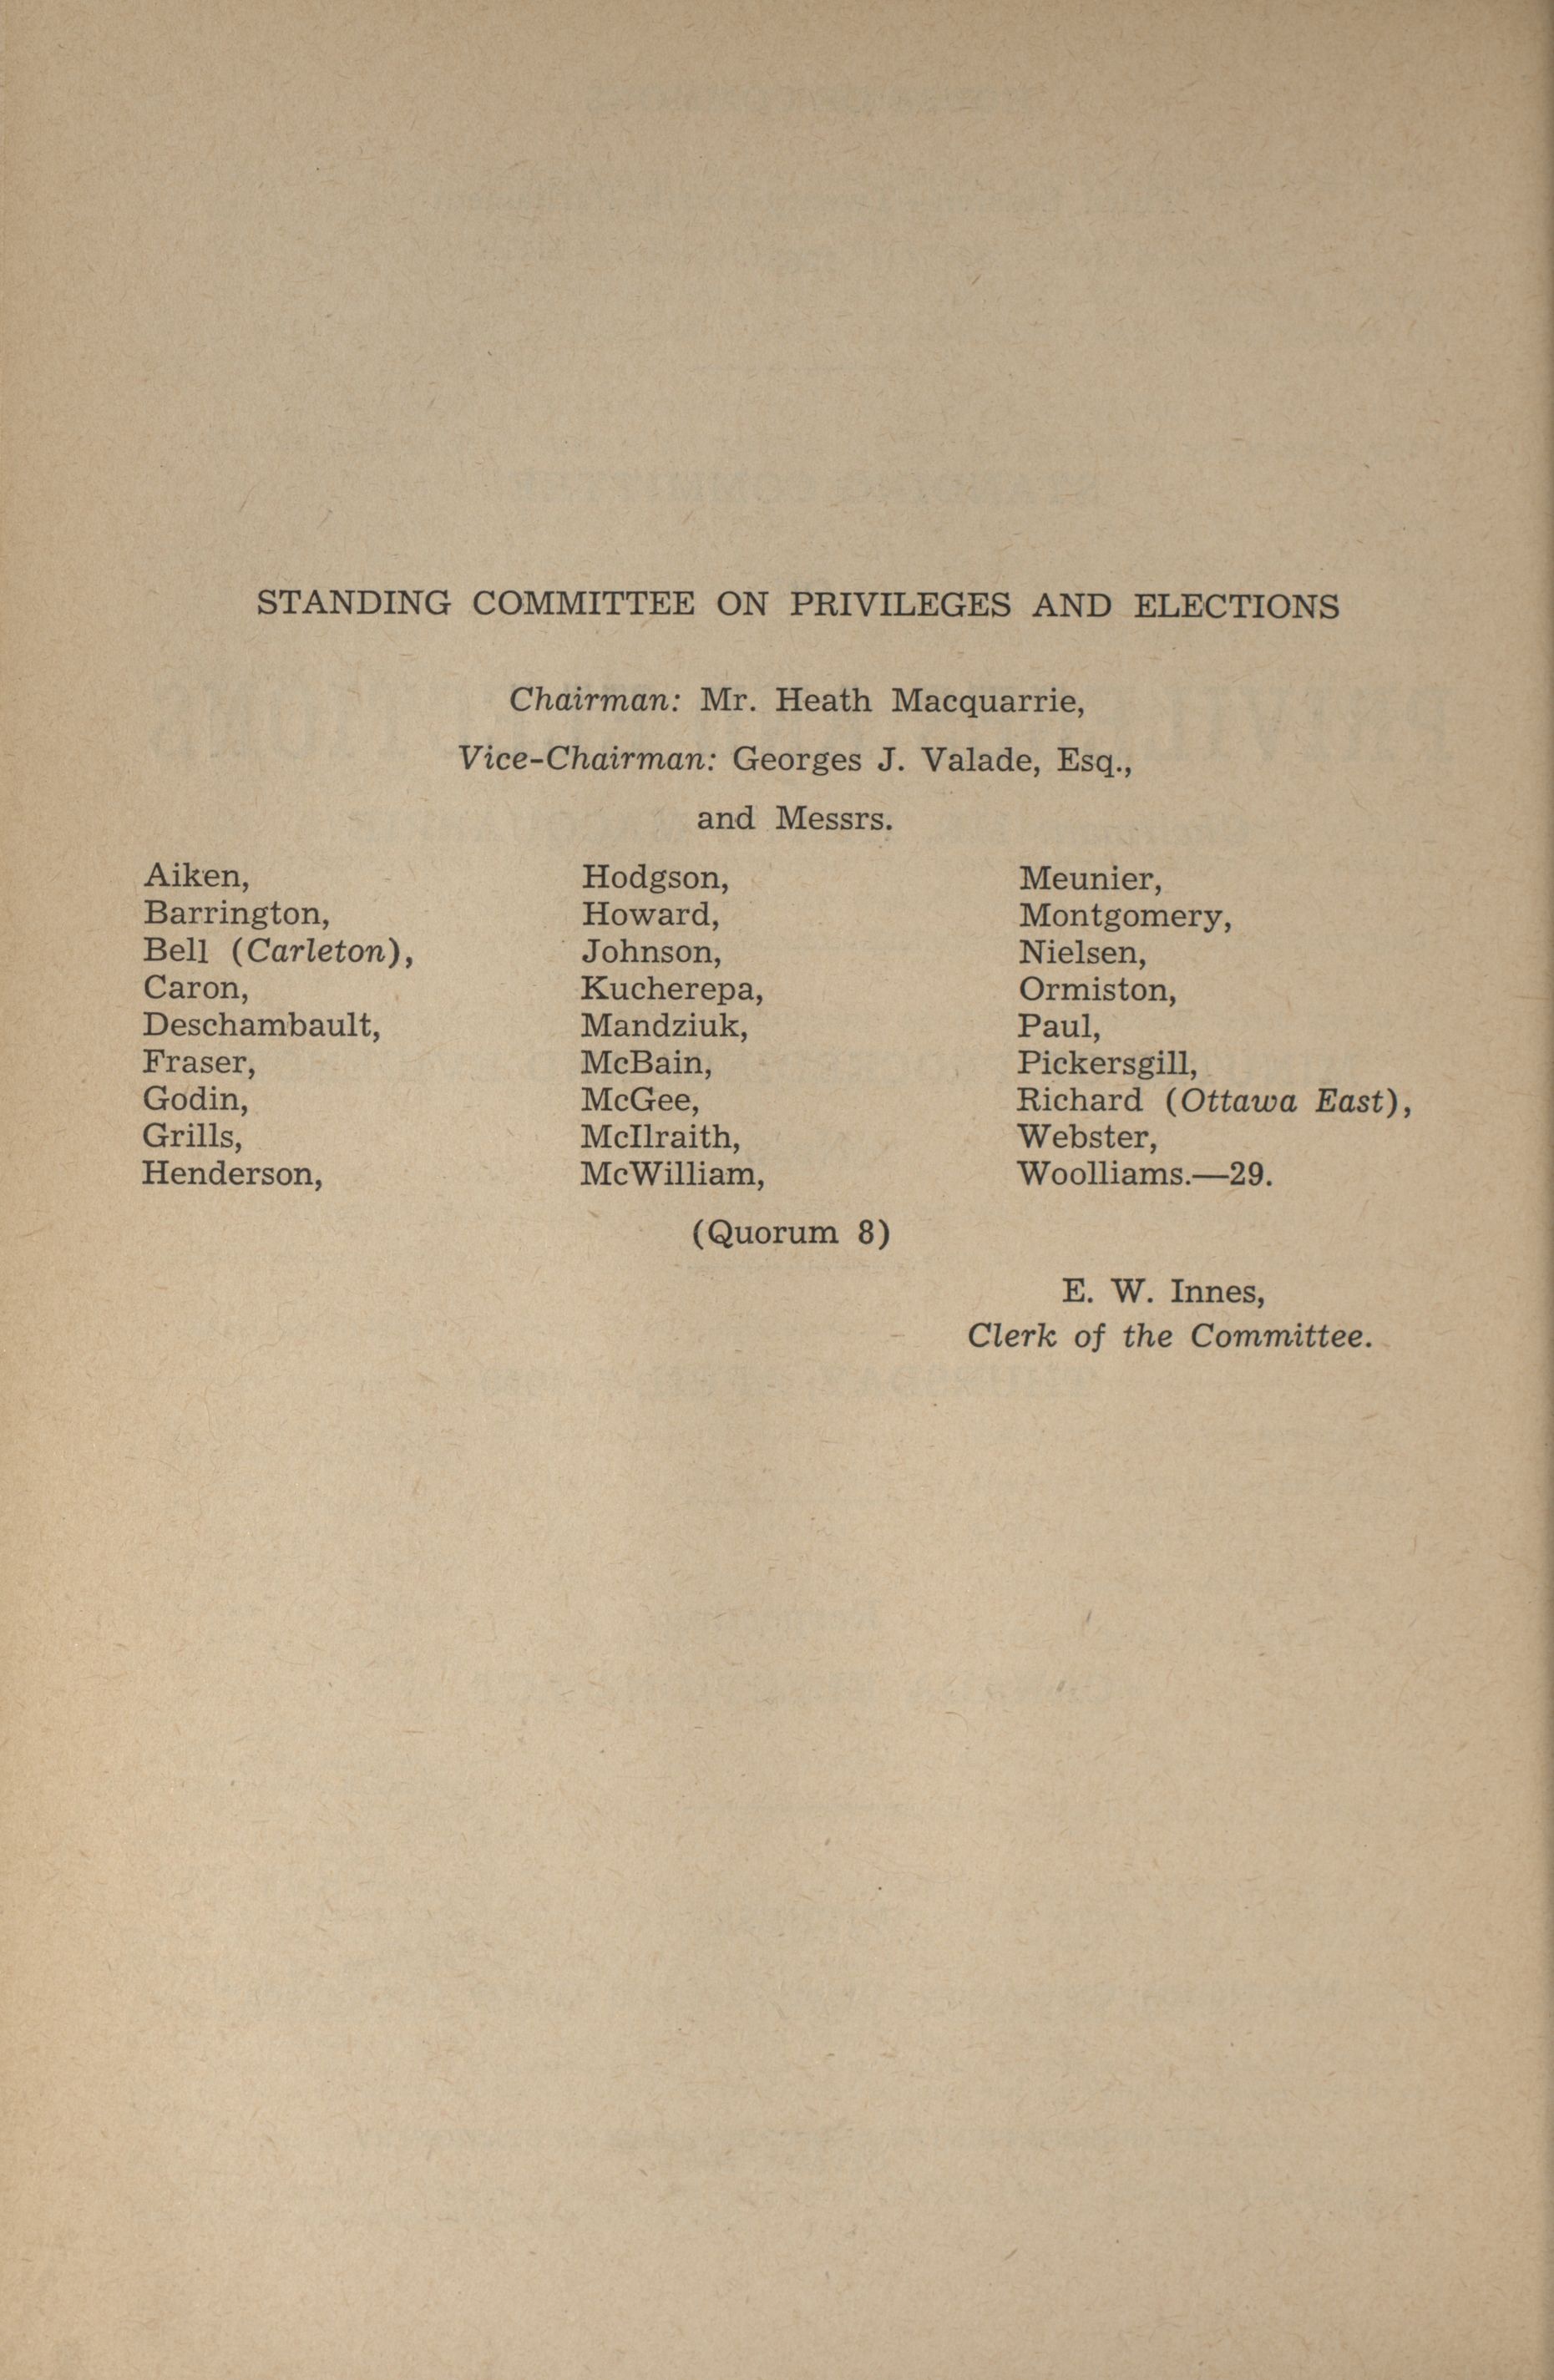 STANDING COMMITTEE ON PRIVILEGES AND ELECTIONS
Chairman: Mr. Heath Macquarrie,
Vice-Chairman: Georges J. Valade, Esq.,
and Messrs.
Aiken,
Barrington,
Bell (Carleton),
Caron,
Deschambault,
Fraser,
Godin,
Grills,
Henderson,
Hodgson,
Howard,
Johnson,
Kucherepa,
Mandziuk,
McBain,
McGee,
McIlraith,
McWilliam,
Meunier,
Montgomery,
Nielsen,
Ormiston,
Paul,
Pickersgill,
Richard (Ottawa East),
Webster,
Woolliams.—29.
(Quorum 8)
E. W. Innes,
Clerk of the Committee.